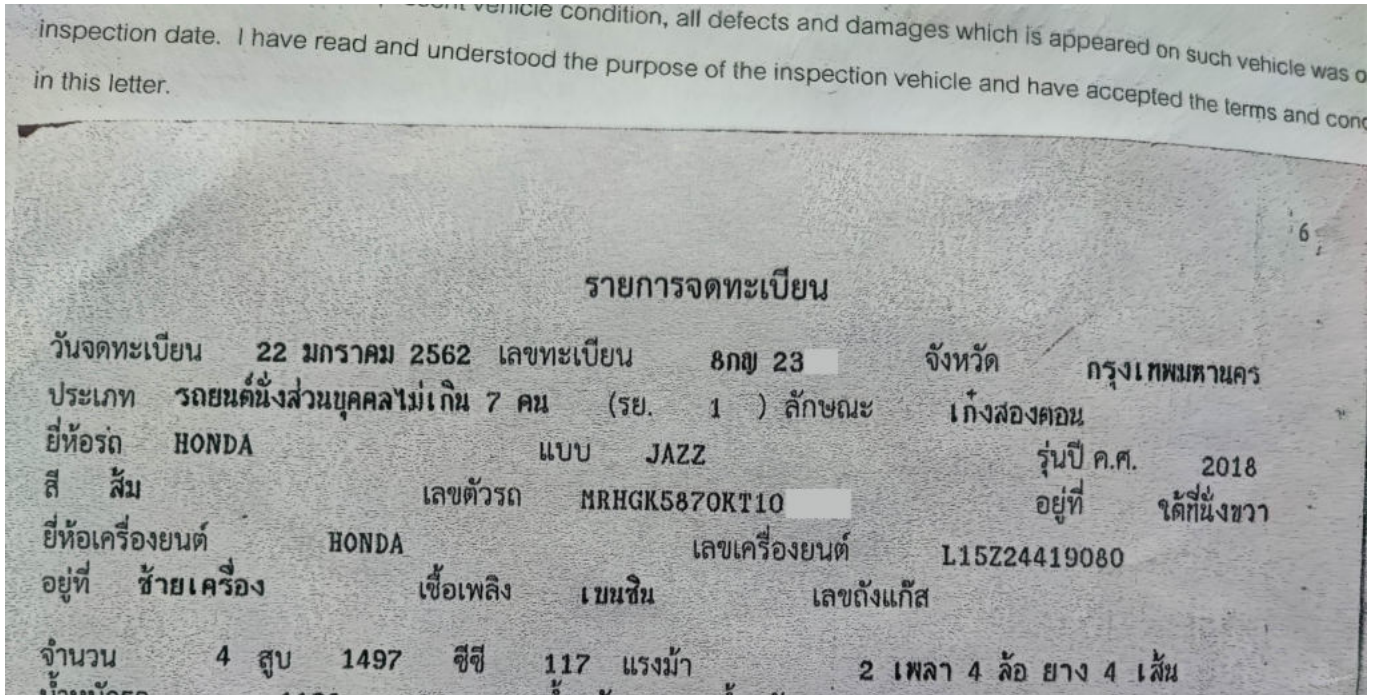 vehicle condition, all defects and damages which is appeared on such vehicle was
inspection date. I have read and understood the purpose of the inspection vehicle and have accepted the terms and
in this letter.
6
รายการจดทะเบียน
วันจดทะเบียน 22 มกราคม 2562 เลขทะเบียน 8กญ 23 จังหวัด กรุงเทพมหานคร
ประเภท รถยนต์นั่งส่วนบุคคลไม่เกิน 7 คน (รย. 1 ) ลักษณะ เก๋งสองตอน
ยี่ห้อรถ HONDA แบบ JAZZ รุ่นปี ค.ศ. 2018
สี ส้ม เลขตัวรถ MRHGK5870KT10 อยู่ที่ ใต้ที่นั่งขวา
ยี่ห้อเครื่องยนต์ HONDA เลขเครื่องยนต์ L15Z24419080
อยู่ที่ ซ้ายเครื่อง เชื้อเพลิง เบนซิน เลขถังแก๊ส
จำนวน 4 สูบ 1497 ซีซี 117 แรงม้า 2 เพลา 4 ล้อ ยาง 4 เส้น